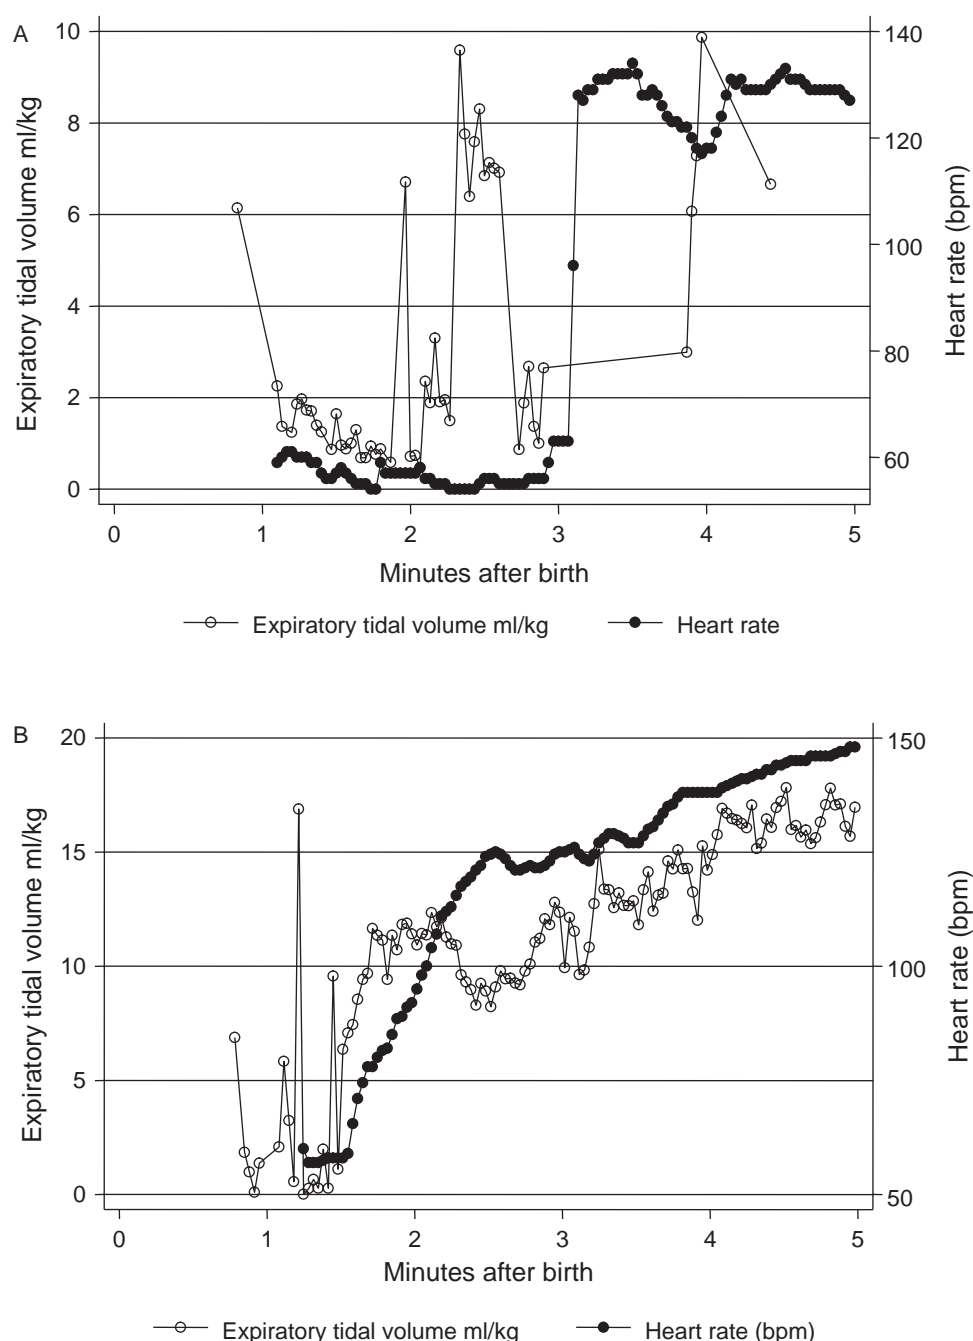 A
10
8
6
4
2
0
Expiratory tidal volume ml/kg
140
120
100
80
60
Heart rate (bpm)
0 1 2 3 4 5
Minutes after birth
Expiratory tidal volume ml/kg Heart rate
B
20
15
10
5
0
Expiratory tidal volume ml/kg
150
100
50
Heart rate (bpm)
0 1 2 3 4 5
Minutes after birth
Expiratory tidal volume ml/kg Heart rate (bpm)